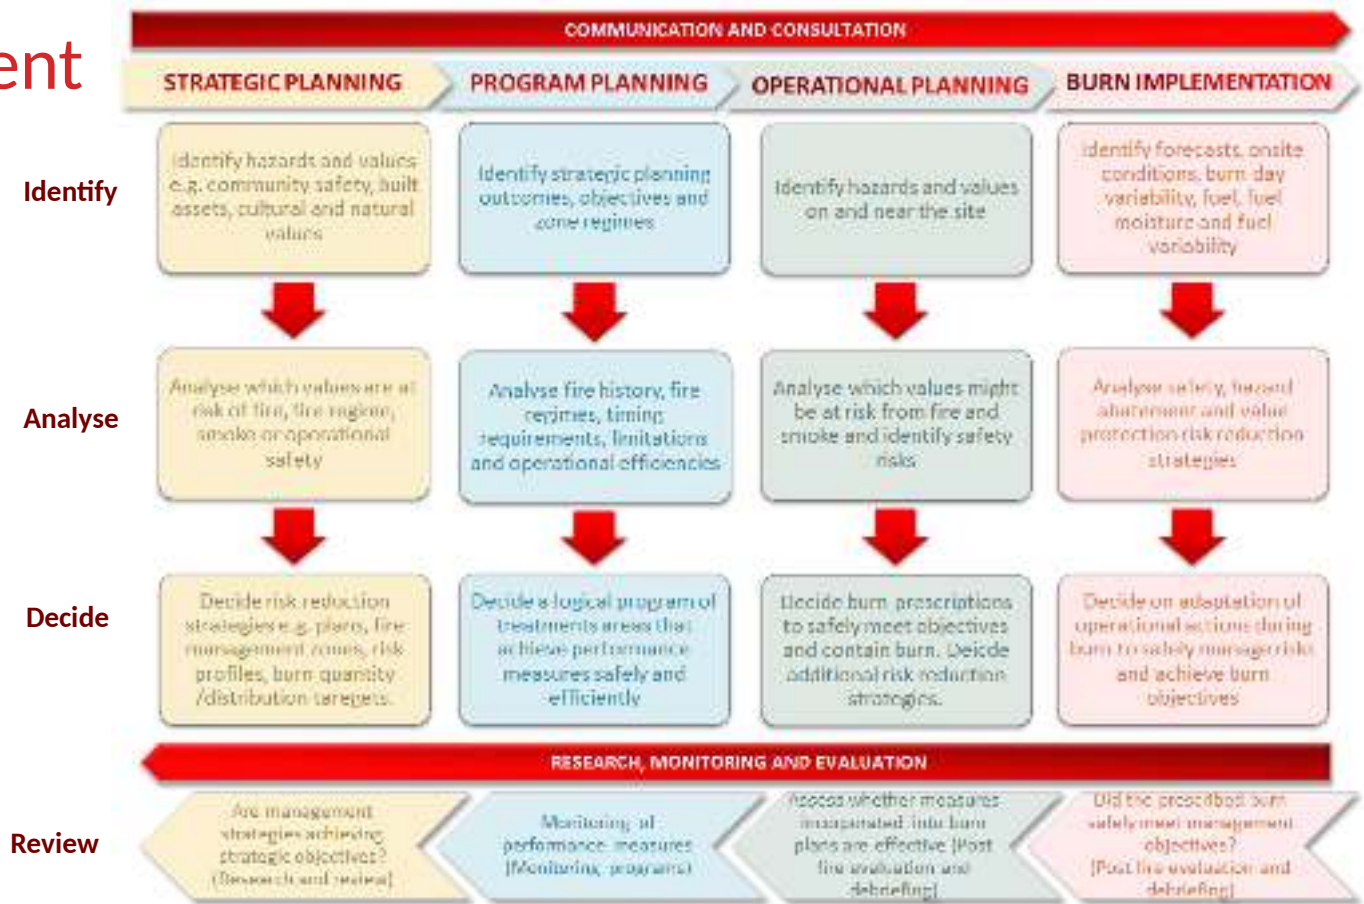 COMMUNICATION AND CONSULTATION
ent
STRATEGIC PLANNING
PROGRAM PLANNING
OPERATIONAL PLANNING
BURN IMPLEMENTATION
Identify
Identify hazards and values
e.g. community safety, built
assets, cultural and natural
values
Identify strategic planning
outcomes, objectives and
zone regimes
Identify hazards and values
on and near the site
Identify forecasts, onsite
conditions, burn day
variability, fuel, fuel
moisture and fuel
variability
Analyse
Analyse which values are at
risk of fire, fire regime,
smoke or operational
safety
Analyse fire history, fire
regimes, timing
requirements, limitations
and operational efficiencies
Analyse which values might
be at risk from fire and
smoke and identify safety
risks
Analyse safety, hazard
abatement and value
protection risk reduction
strategies
Decide
Decide risk reduction
strategies e.g. plans, fire
management zones, risk
profiles, burn quantity
/distribution taregets.
Decide a logical program of
treatments areas that
achieve performance
measures safely and
efficiently
Decide burn prescriptions
to safely meet objectives
and contain burn. Deicde
additional risk reduction
strategies.
Decide on adaptation of
operational actions during
burn to safely manage risks
and achieve burn
objectives
RESEARCH, MONITORING AND EVALUATION
Review
Are management
strategies achieving
strategic objectives?
(Research and review)
Monitoring of
performance measures
(Monitoring programs)
Assess whether measures
incorporated into burn
plans are effective (Post
fire evaluation and
debriefing)
Did the prescribed burn
safely meet management
objectives?
(Post fire evaluation and
debriefing)